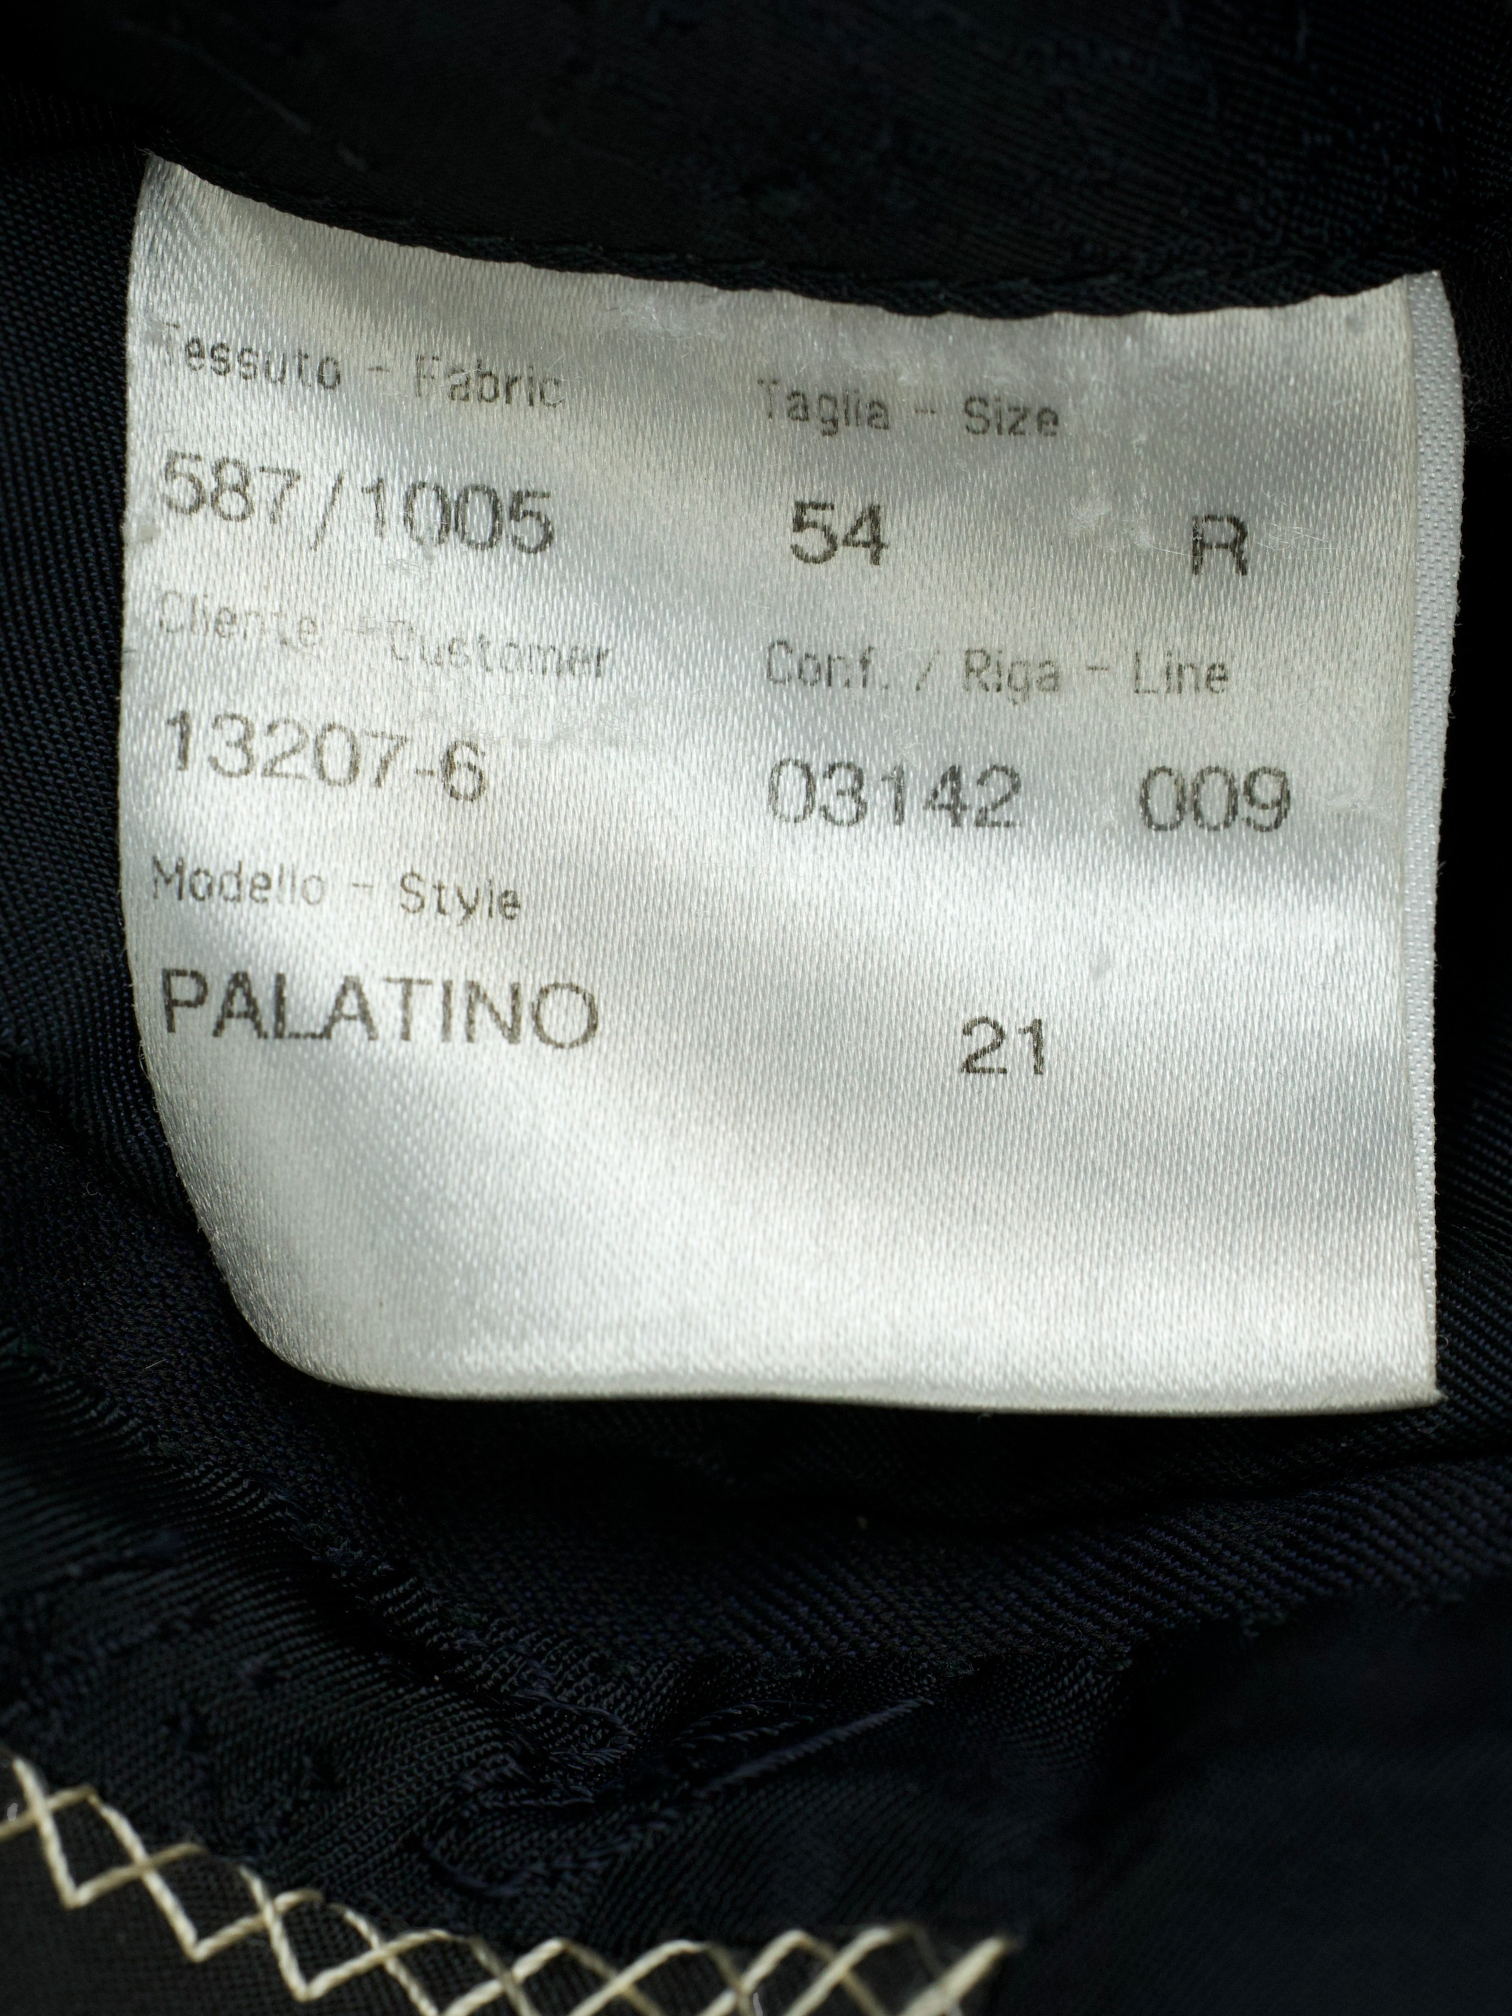 Tessuto - Fabric Taglia - Size
587/1005 54 R
Cliente - Customer Conf. / Riga - Line
13207-6 03142 009
Modello - Style
PALATINO 21